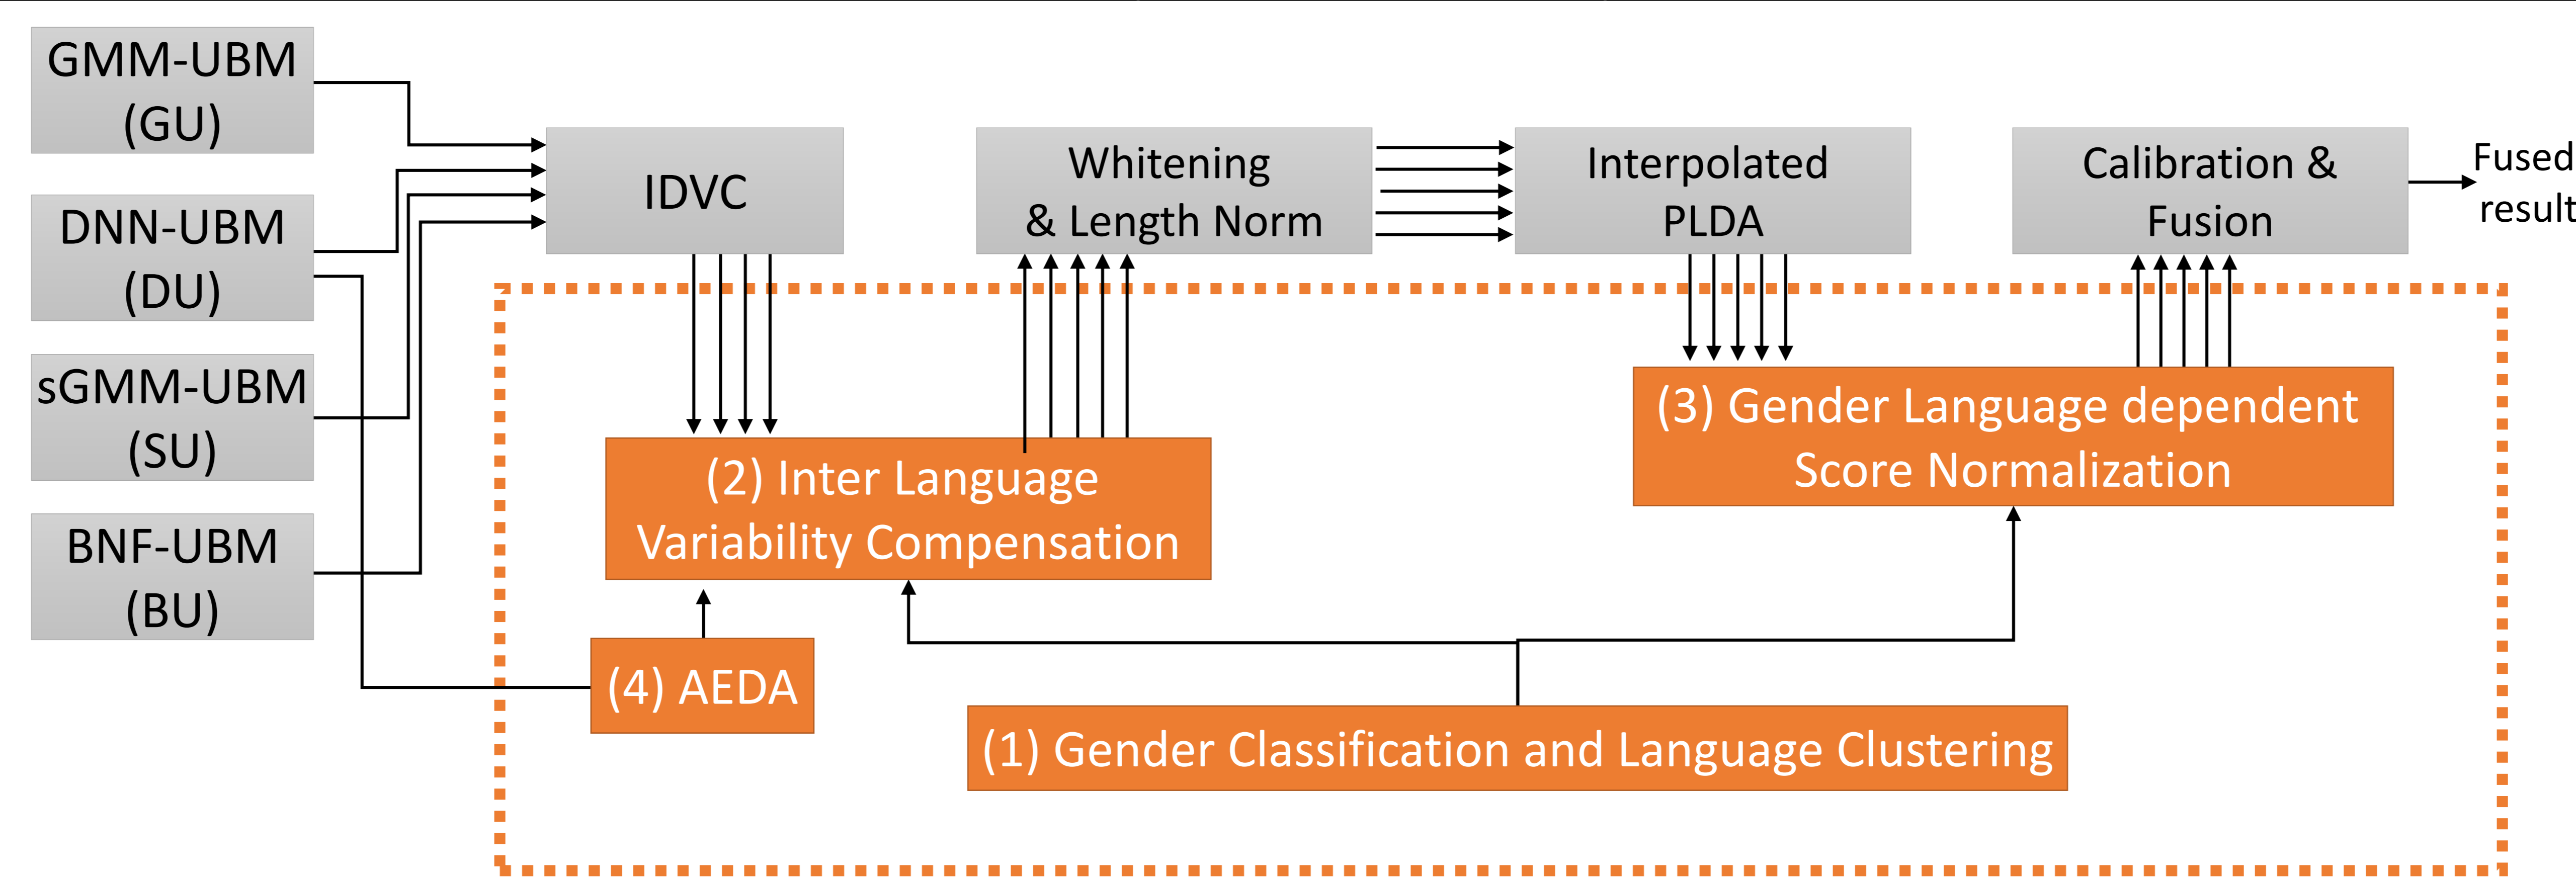 GMM-UBM
(GU)
DNN-UBM
(DU)
sGMM-UBM
(SU)
BNF-UBM
(BU)
IDVC
Whitening
& Length Norm
Interpolated
PLDA
Calibration &
Fusion
Fused
result
(2) Inter Language
Variability Compensation
(3) Gender Language dependent
Score Normalization
(4) AEDA
(1) Gender Classification and Language Clustering